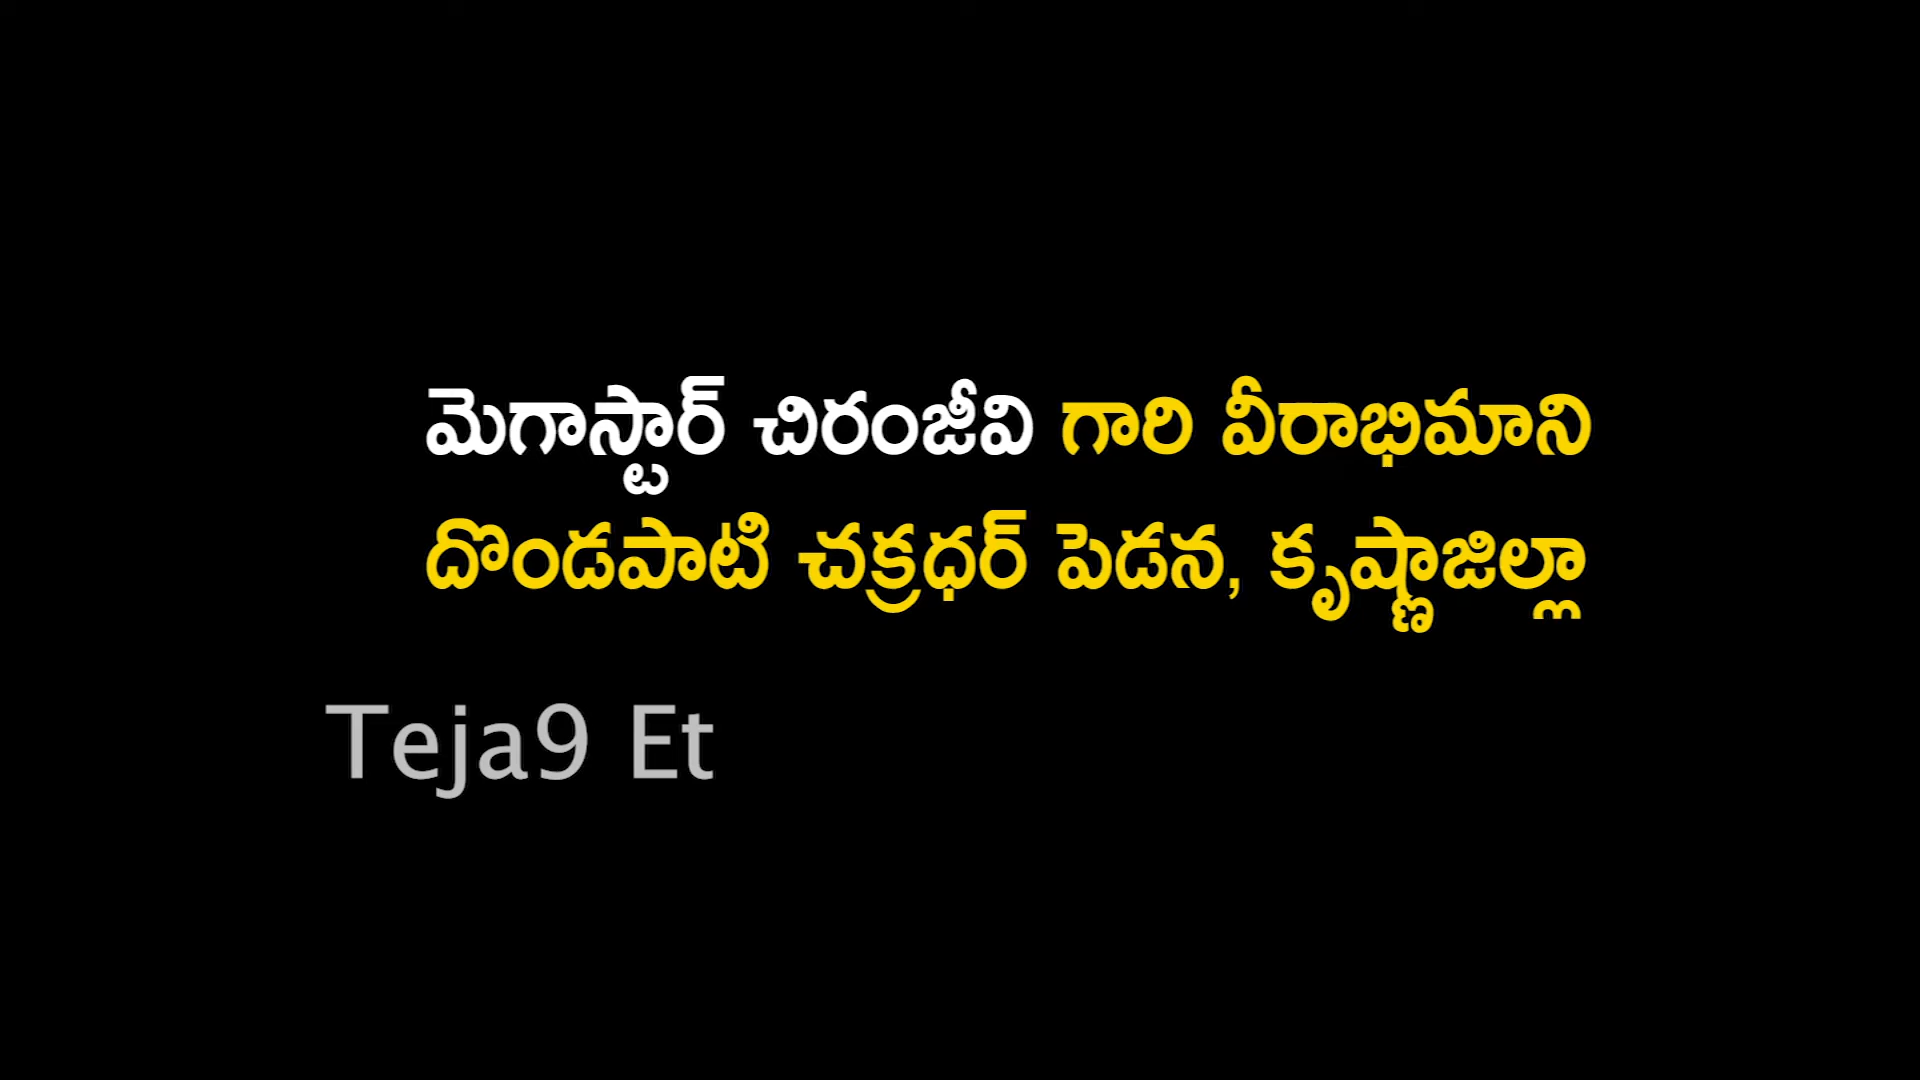 మెగాస్టార్ చిరంజీవి గారి వీరాభిమాని
దొండపాటి చక్రధర్ పెడన, కృష్ణాజిల్లా
Teja9 Et